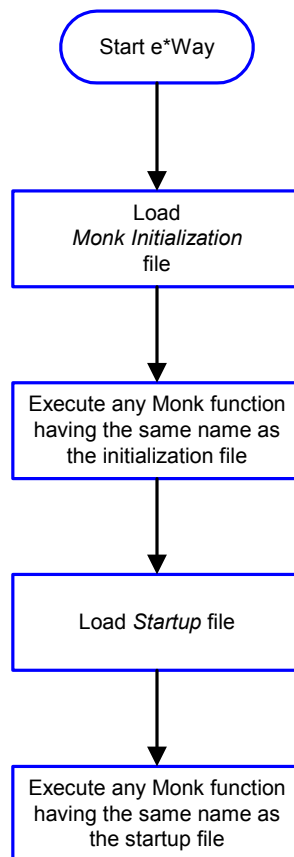 Start e*Way
Load
Monk Initialization
file
Execute any Monk function
having the same name as
the initialization file
Load Startup file
Execute any Monk function
having the same name as
the startup file